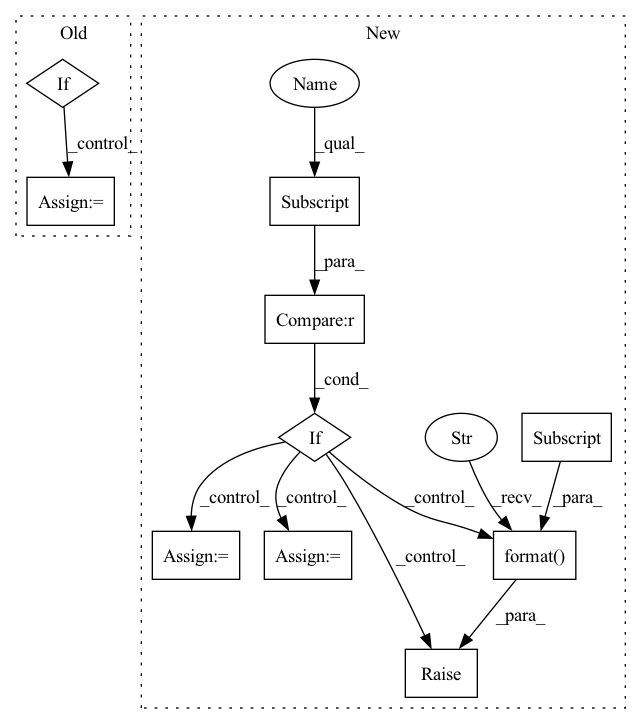 Old
New
If
Name
_control_
_qual_
Assign:=
Subscript
_para_
Compare:r
_cond_
If
Str
Subscript
_control_
_control_
_control_
_recv_
_para_
Assign:=
Assign:=
_control_
format()
_para_
Raise